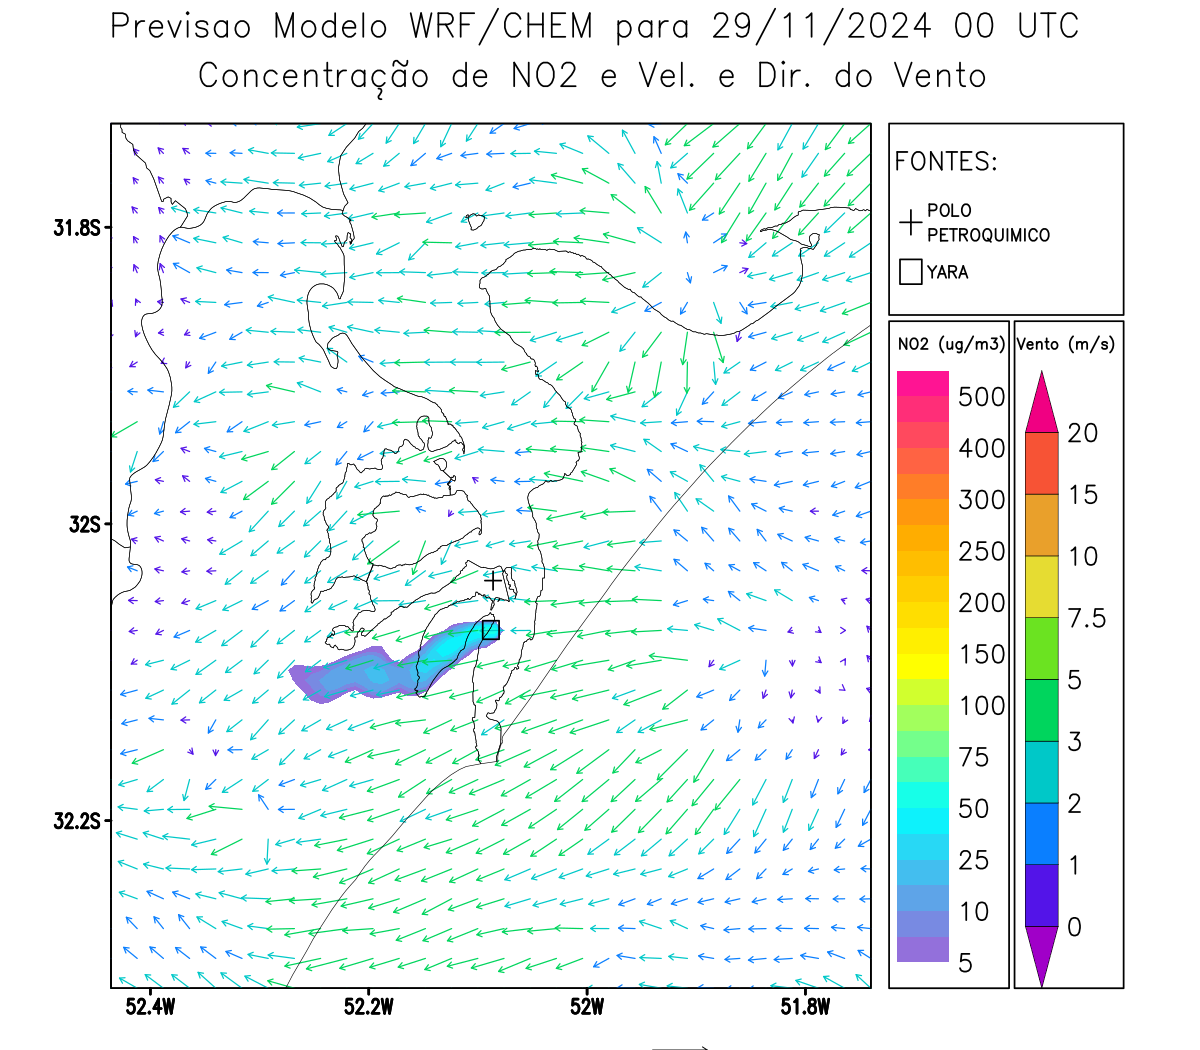 Previsao Modelo WRF/CHEM para 29/11/2024 00 UTC
Concentração de NO2 e Vel. e Dir. do Vento
FONTES:
POLO
PETROQUIMICO
YARA
NO2 (ug/m3)
500
400
300
250
200
150
100
75
50
25
10
5
Vento (m/s)
20
15
10
7.5
5
3
2
1
0
31.8S
32S
32.2S
52.4W
52.2W
52W
51.8W